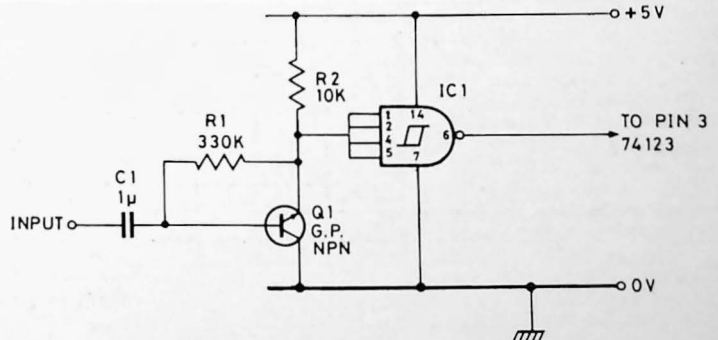 +5V
R2
10K
IC1
1
2
4
5
14
6
7
TO PIN 3
74123
R1
330K
C1
1µ
INPUT
Q1
G.P.
NPN
0V